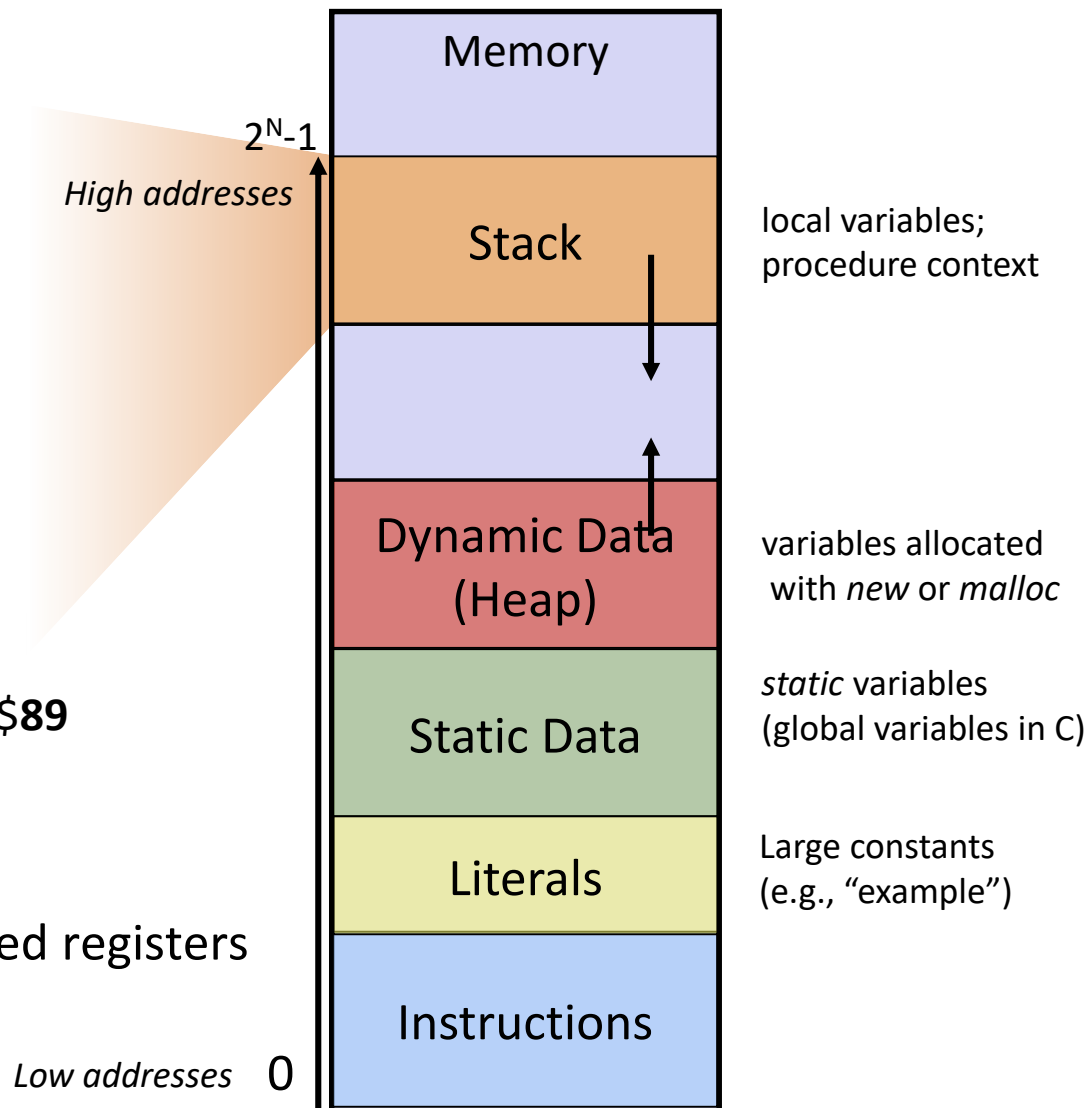 Memory
2ᴺ-1
High addresses
Stack
local variables;
procedure context
Dynamic Data
(Heap)
variables allocated
with new or malloc
$89
Static Data
static variables
(global variables in C)
Literals
Large constants
(e.g., “example”)
ed registers
Instructions
Low addresses 0